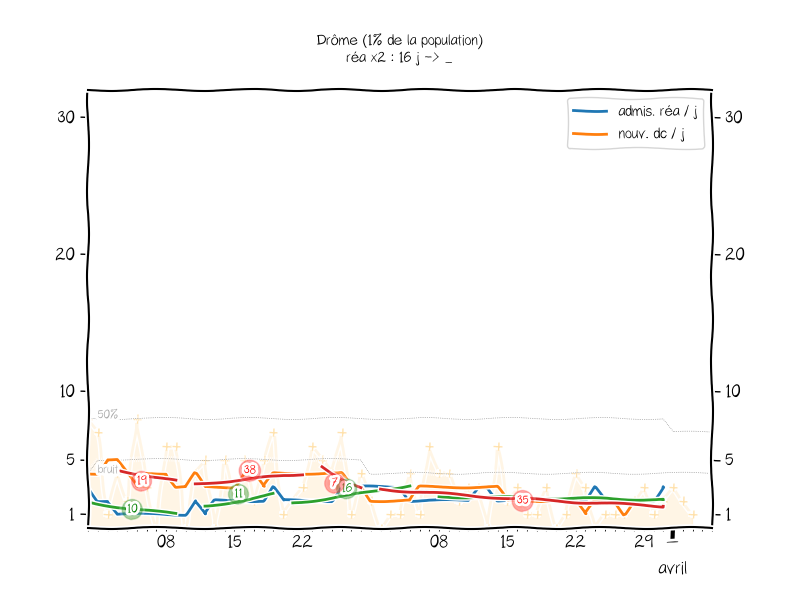 Drôme (1% de la population)
réa x2 : 16 j -> _
admis. réa / j
nouv. dc / j
30 30
20 20
10 10
50%
5 5
bruit
19 38 7 16
10 11 35
1 1
08 15 22 08 15 22 29 1
avril